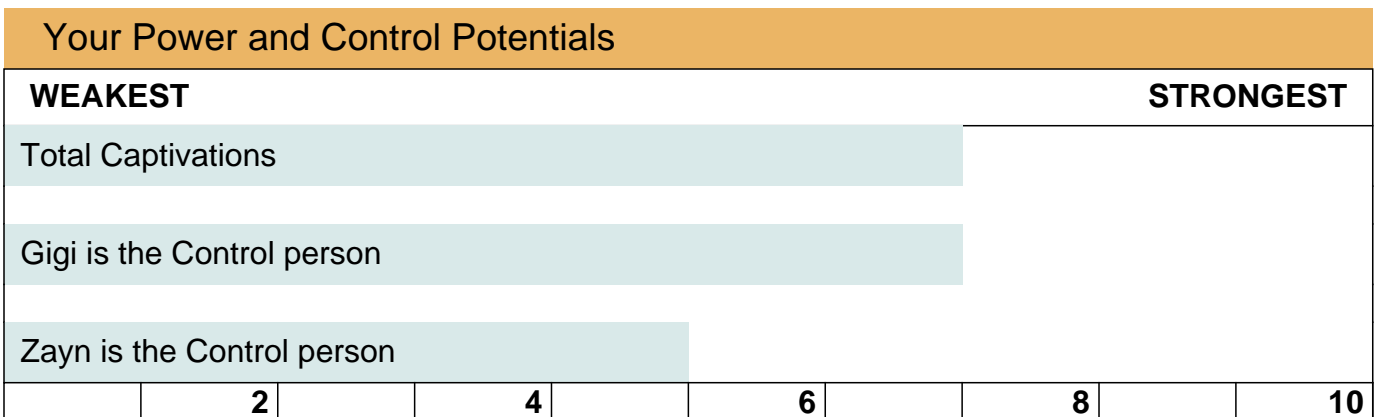 Your Power and Control Potentials
WEAKEST STRONGEST
Total Captivations
Gigi is the Control person
Zayn is the Control person
2 4 6 8 10